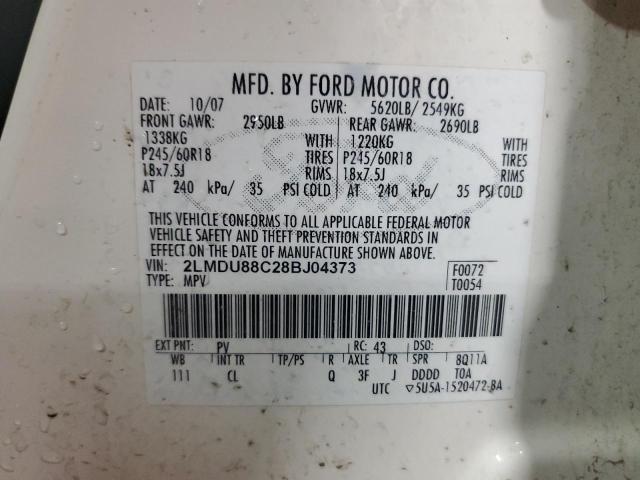 MFD. BY FORD MOTOR CO.
DATE: 10/07 GVWR: 5620LB/ 2549KG
FRONT GAWR: 2950LB REAR GAWR: 2690LB
1338KG WITH 1220KG WITH
P245/60R18 TIRES P245/60R18 TIRES
18x7.5J RIMS 18x7.5J RIMS
AT 240 kPa/ 35 PSI COLD AT 240 kPa/ 35 PSI COLD
THIS VEHICLE CONFORMS TO ALL APPLICABLE FEDERAL MOTOR
VEHICLE SAFETY AND THEFT PREVENTION STANDARDS IN
EFFECT ON THE DATE OF MANUFACTURE SHOWN ABOVE.
VIN: 2LMDU88C28BJ04373 F0072
TYPE: MPV T0054
EXT PNT: PV RC: 43 DSO:
WB INT TR TP/PS R AXLE TR SPR 8Q11A
111 CL Q 3F J DDDD TOA
UTC ▽5U5A-1520472-BA